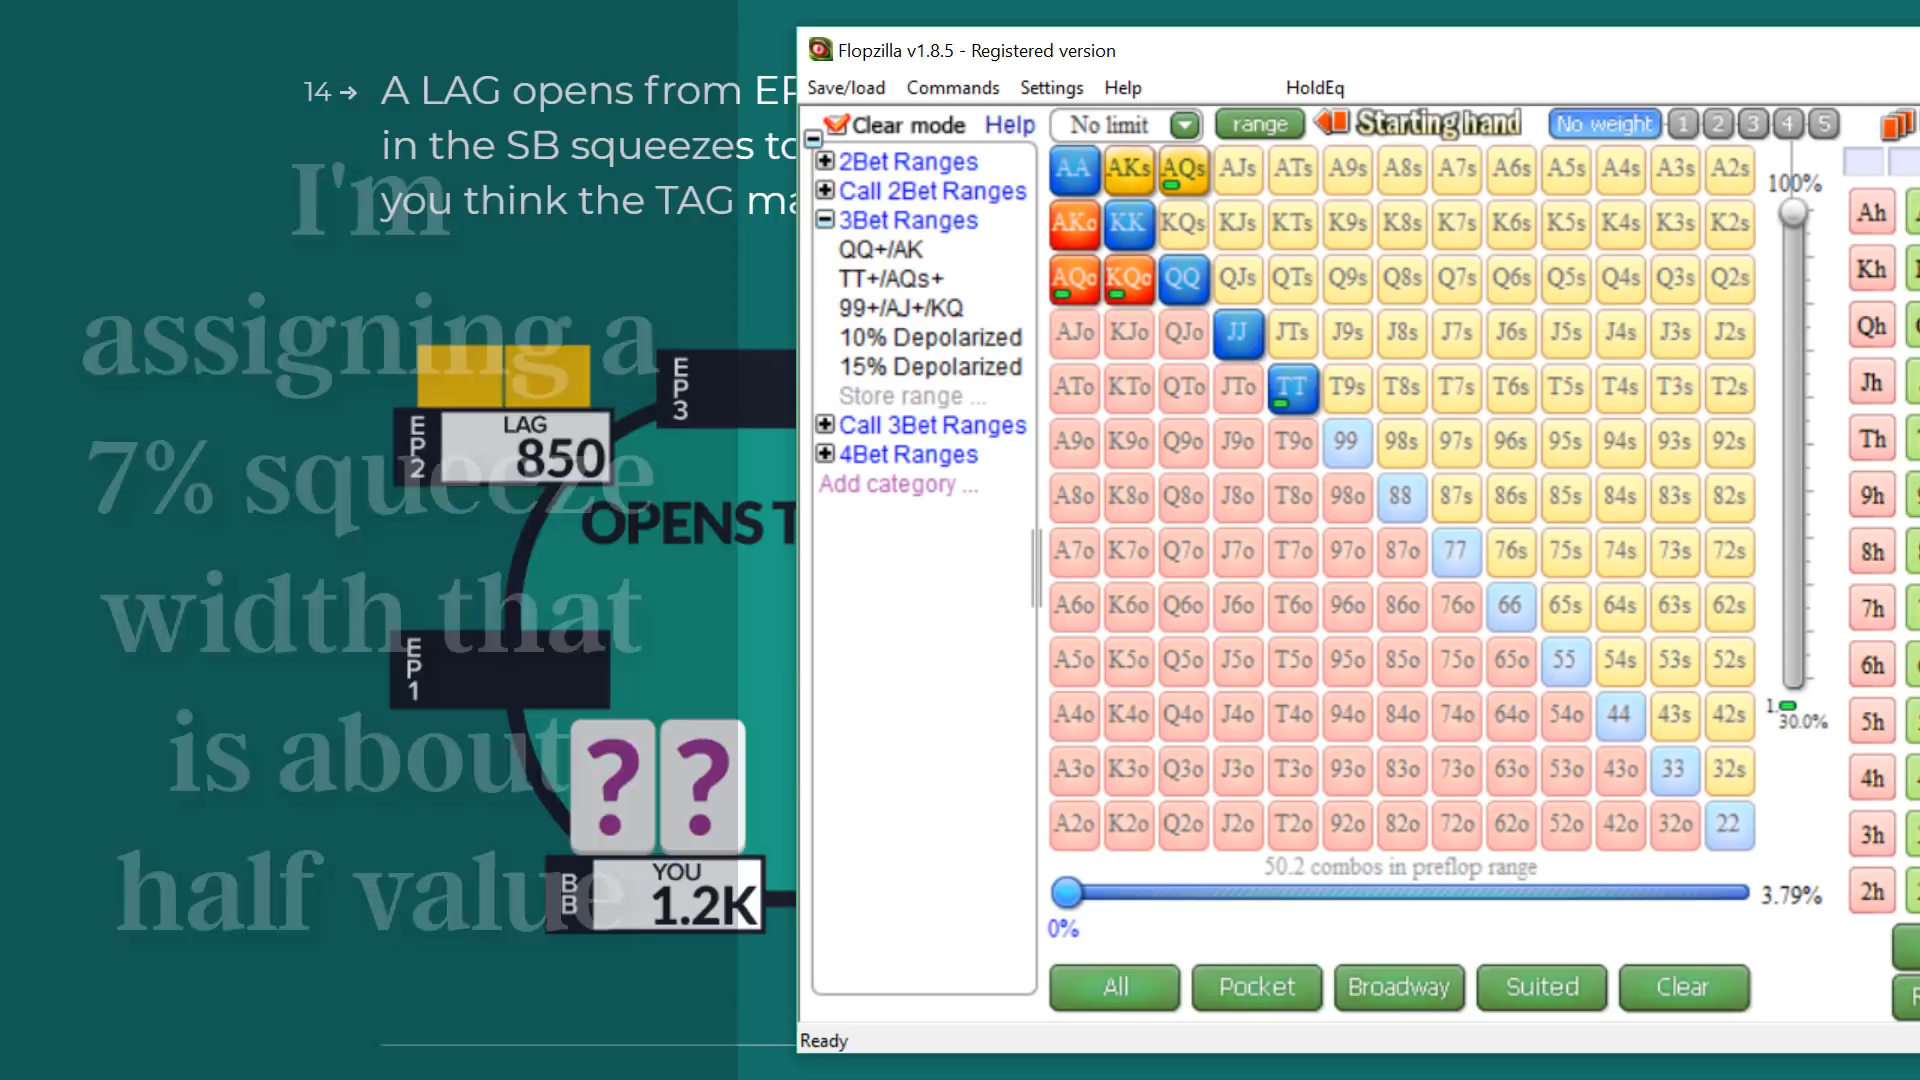 14 → A LAG opens from EP
in the SB squeezes to
you think the TAG ma
I'm
assigning a
7% squeeze
width that
is about
half value
EP2
LAG
850
EP3
OPENS T
EP1
? ?
BB
YOU
1.2K
Flopzilla v1.8.5 - Registered version
Save/load Commands Settings Help HoldEq
Clear mode Help
2Bet Ranges
Call 2Bet Ranges
3Bet Ranges
QQ+/AK
TT+/AQs+
99+/AJ+/KQ
10% Depolarized
15% Depolarized
Store range ...
Call 3Bet Ranges
4Bet Ranges
Add category ...
No limit range Starting hand No weight 1 2 3 4 5
AA AKs AQs AJs ATs A9s A8s A7s A6s A5s A4s A3s A2s
AKo KK KQs KJs KTs K9s K8s K7s K6s K5s K4s K3s K2s
AQo KQo QQ QJs QTs Q9s Q8s Q7s Q6s Q5s Q4s Q3s Q2s
AJo KJo QJo JJ JTs J9s J8s J7s J6s J5s J4s J3s J2s
ATo KTo QTo JTo TT T9s T8s T7s T6s T5s T4s T3s T2s
A9o K9o Q9o J9o T9o 99 98s 97s 96s 95s 94s 93s 92s
A8o K8o Q8o J8o T8o 98o 88 87s 86s 85s 84s 83s 82s
A7o K7o Q7o J7o T7o 97o 87o 77 76s 75s 74s 73s 72s
A6o K6o Q6o J6o T6o 96o 86o 76o 66 65s 64s 63s 62s
A5o K5o Q5o J5o T5o 95o 85o 75o 65o 55 54s 53s 52s
A4o K4o Q4o J4o T4o 94o 84o 74o 64o 54o 44 43s 42s
A3o K3o Q3o J3o T3o 93o 83o 73o 63o 53o 43o 33 32s
A2o K2o Q2o J2o T2o 92o 82o 72o 62o 52o 42o 32o 22
100%
1.
30.0%
Ah
Kh
Qh
Jh
Th
9h
8h
7h
6h
5h
4h
3h
2h
50.2 combos in preflop range
3.79%
0%
All Pocket Broadway Suited Clear
Ready